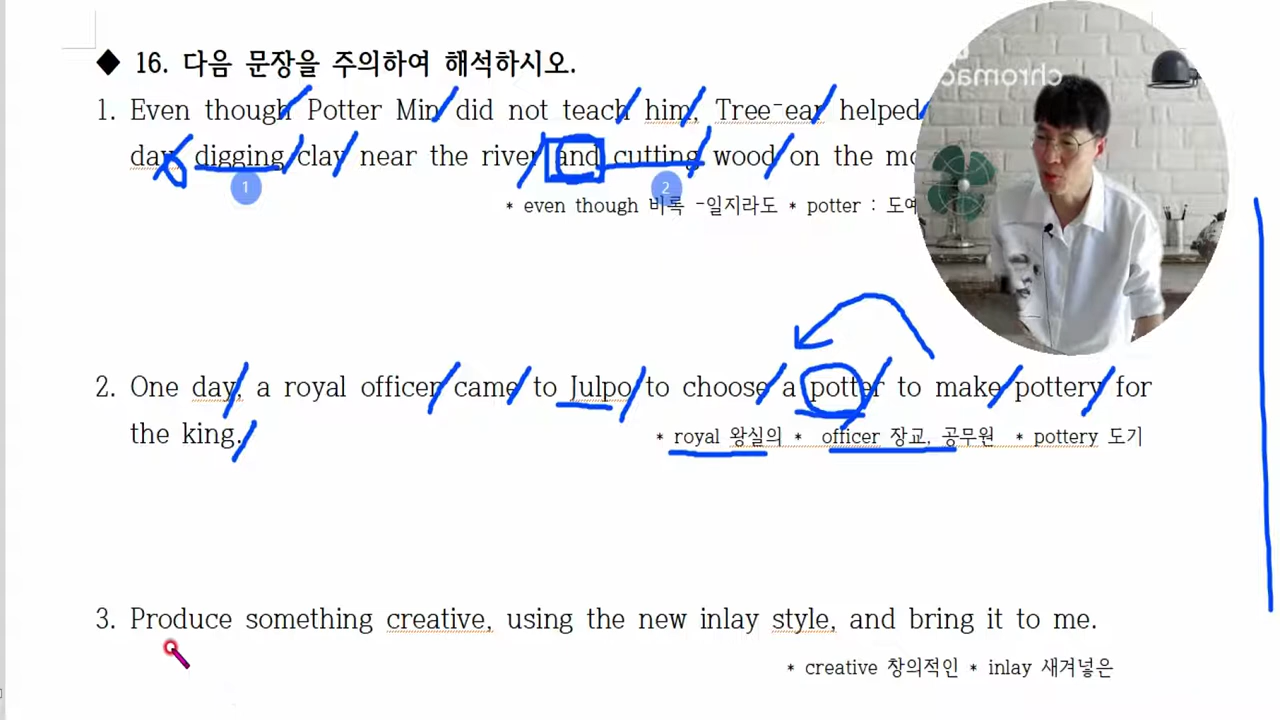 ◆ 16. 다음 문장을 주의하여 해석하시오.
1. Even though Potter Min did not teach him, Tree-ear helped
day digging clay near the river and cutting wood on the mo
1 2
* even though 비록 -일지라도 * potter : 도예
2. One day, a royal officer came to Julpo to choose a potter to make pottery for
the king.
* royal 왕실의 * officer 장교, 공무원 * pottery 도기
3. Produce something creative, using the new inlay style, and bring it to me.
* creative 창의적인 * inlay 새겨넣은